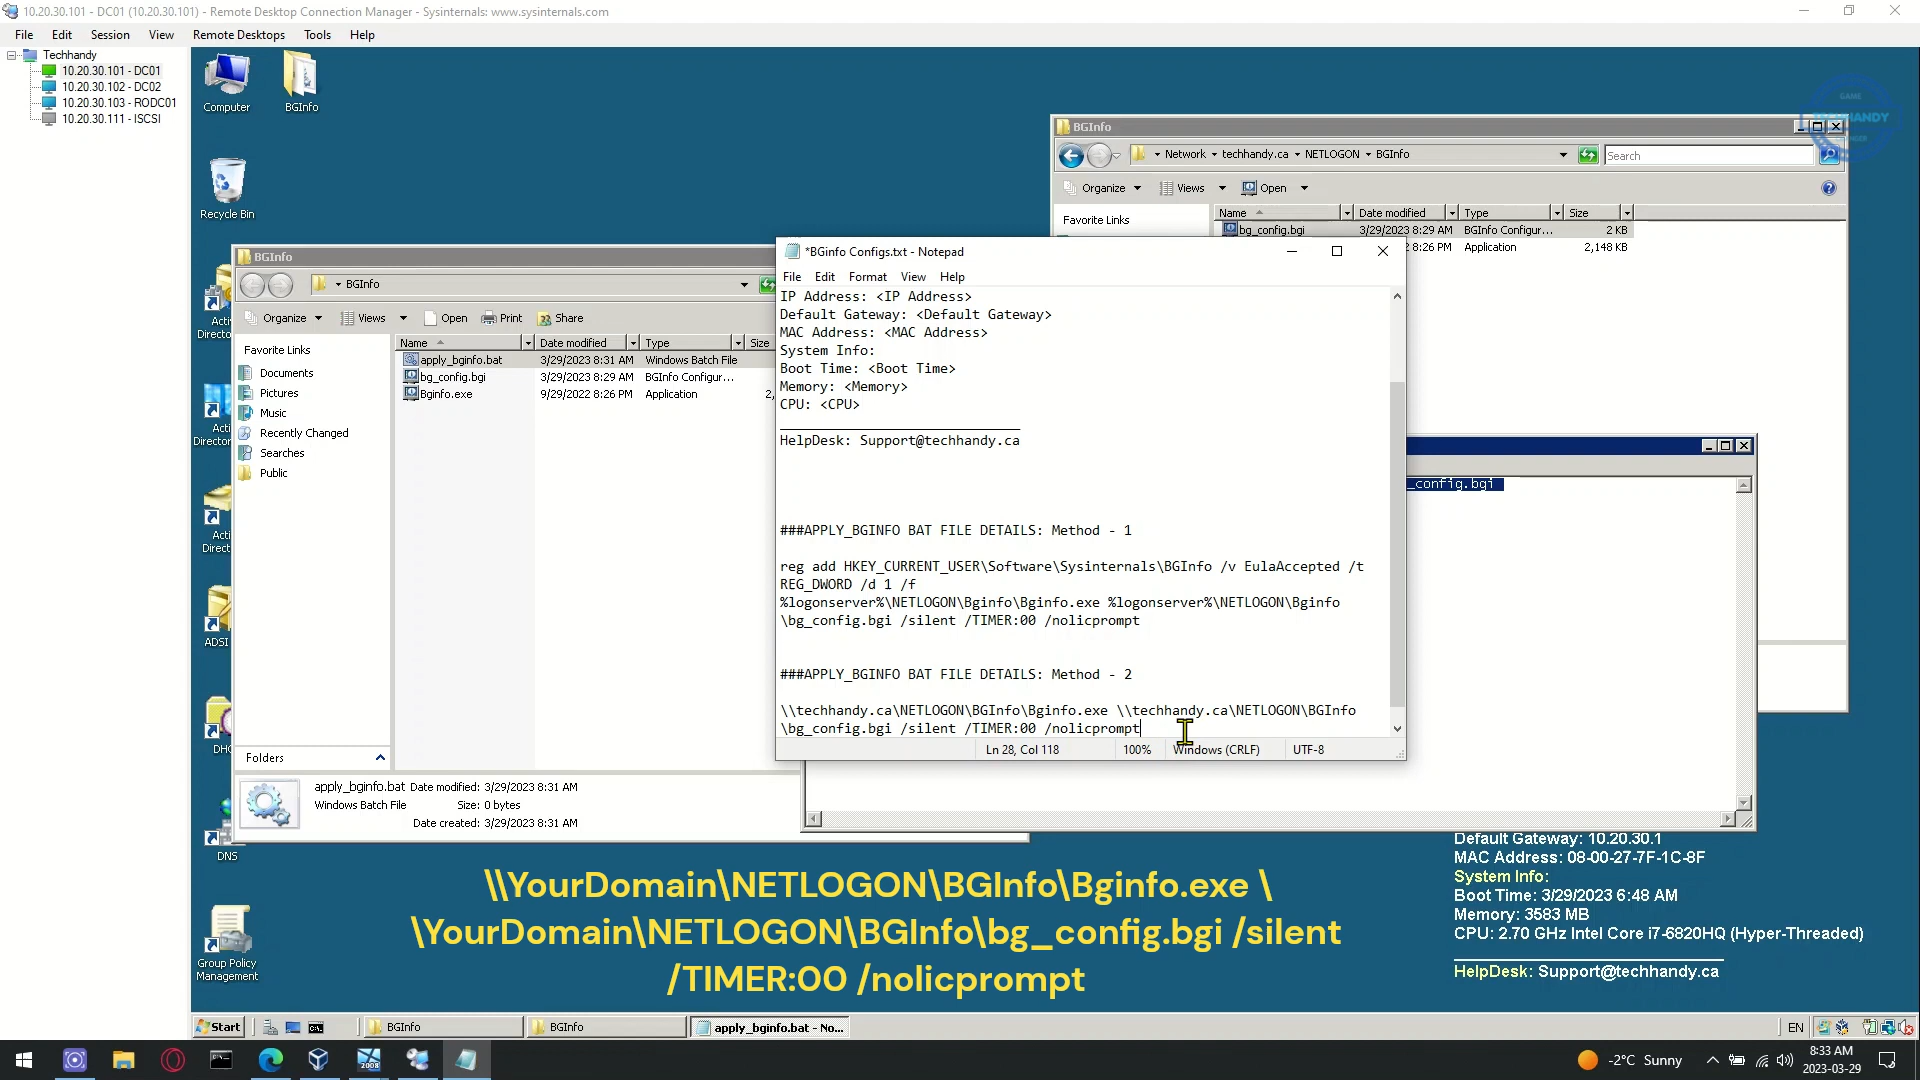 10.20.30.101 - DC01 (10.20.30.101) - Remote Desktop Connection Manager - Sysinternals: www.sysinternals.com
File Edit Session View Remote Desktops Tools Help
Techhandy
10.20.30.101 - DC01
10.20.30.102 - DC02
10.20.30.103 - RODC01
10.20.30.111 - ISCSI
Computer
BGInfo
Recycle Bin
Acti
Director
Acti
Director
Acti
Direct
ADSI
DHC
DNS
Group Policy
Management
TECHHANDY
BGInfo
Network techhandy.ca NETLOGON BGInfo
Search
Organize Views Open
Favorite Links
Name Date modified Type Size
bg_config.bgi 3/29/2023 8:29 AM BGInfo Configur... 2 KB
8:26 PM Application 2,148 KB
BGInfo
BGInfo
Organize Views Open Print Share
Favorite Links
Documents
Pictures
Music
Recently Changed
Searches
Public
Folders
Name Date modified Type Size
apply_bginfo.bat 3/29/2023 8:31 AM Windows Batch File
bg_config.bgi 3/29/2023 8:29 AM BGInfo Configur...
Bginfo.exe 9/29/2022 8:26 PM Application 2,
apply_bginfo.bat Date modified: 3/29/2023 8:31 AM
Windows Batch File Size: 0 bytes
Date created: 3/29/2023 8:31 AM
*BGinfo Configs.txt - Notepad
File Edit Format View Help
IP Address: <IP Address>
Default Gateway: <Default Gateway>
MAC Address: <MAC Address>
System Info:
Boot Time: <Boot Time>
Memory: <Memory>
CPU: <CPU>
______________________________
HelpDesk: Support@techhandy.ca
###APPLY_BGINFO BAT FILE DETAILS: Method - 1
reg add HKEY_CURRENT_USER\Software\Sysinternals\BGInfo /v EulaAccepted /t
REG_DWORD /d 1 /f
%logonserver%\NETLOGON\Bginfo\Bginfo.exe %logonserver%\NETLOGON\Bginfo
\bg_config.bgi /silent /TIMER:00 /nolicprompt
###APPLY_BGINFO BAT FILE DETAILS: Method - 2
\\techhandy.ca\NETLOGON\BGInfo\Bginfo.exe \\techhandy.ca\NETLOGON\BGInfo
\bg_config.bgi /silent /TIMER:00 /nolicprompt
Ln 28, Col 118 100% Windows (CRLF) UTF-8
_config.bgi
Default Gateway: 10.20.30.1
MAC Address: 08-00-27-7F-1C-8F
System Info:
Boot Time: 3/29/2023 6:48 AM
Memory: 3583 MB
CPU: 2.70 GHz Intel Core i7-6820HQ (Hyper-Threaded)
HelpDesk: Support@techhandy.ca
\\YourDomain\NETLOGON\BGInfo\Bginfo.exe \
\YourDomain\NETLOGON\BGInfo\bg_config.bgi /silent
/TIMER:00 /nolicprompt
Start BGInfo BGInfo apply_bginfo.bat - No... EN
2008
-2°C Sunny
8:33 AM
2023-03-29